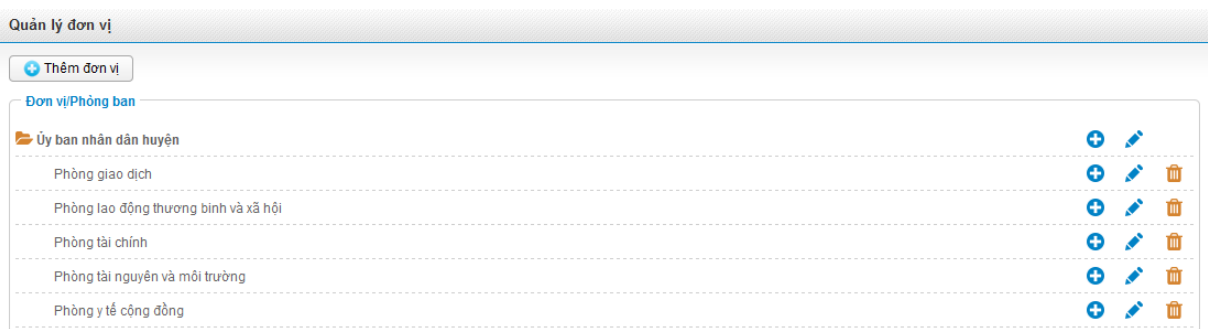 Quản lý đơn vị
Thêm đơn vị
Đơn vị/Phòng ban
Ủy ban nhân dân huyện
Phòng giao dịch
Phòng lao động thương binh và xã hội
Phòng tài chính
Phòng tài nguyên và môi trường
Phòng y tế cộng đồng